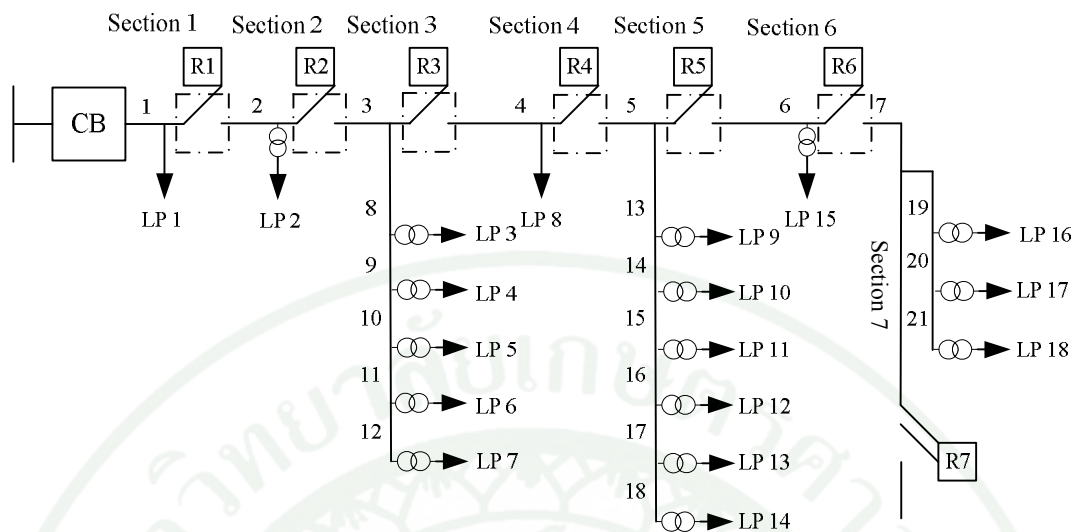 Section 1 Section 2 Section 3 Section 4 Section 5 Section 6
R1 R2 R3 R4 R5 R6
CB 1 2 3 4 5 6 7
LP 1 LP 2 LP 8 LP 15
8 LP 3
9 LP 4
10 LP 5
11 LP 6
12 LP 7
13 LP 9
14 LP 10
15 LP 11
16 LP 12
17 LP 13
18 LP 14
Section 7
19 LP 16
20 LP 17
21 LP 18
R7